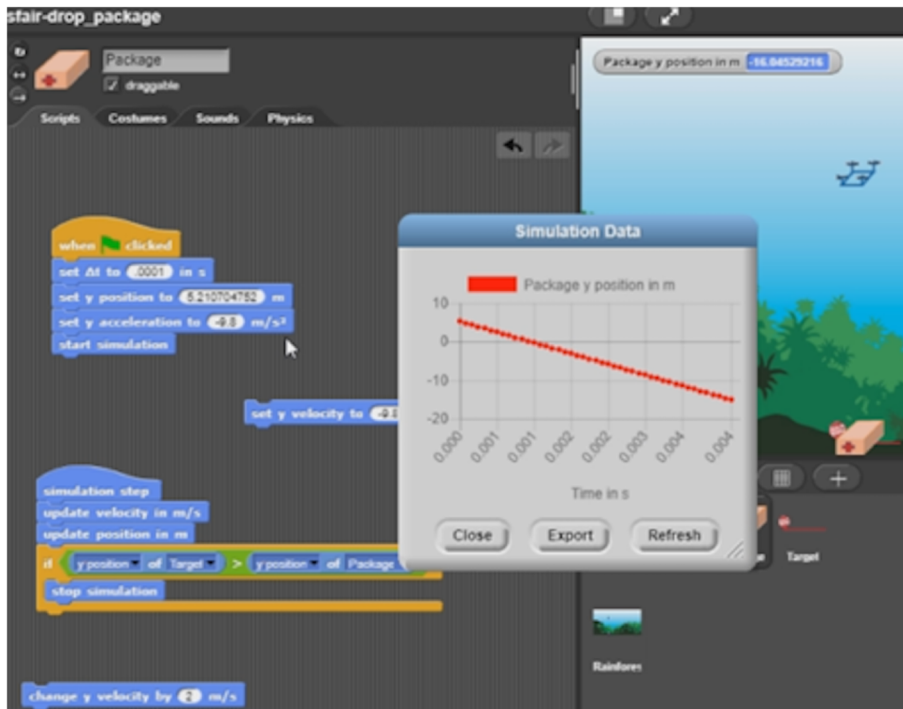 sfair-drop_package
Package
draggable
Scripts Costumes Sounds Physics
Package y position in m -16.04529216
when clicked
set Δt to .0001 in s
set y position to 5.210704752 m
set y acceleration to -9.8 m/s²
start simulation
set y velocity to
simulation step
update velocity in m/s
update position in m
if y position of Target > y position of Package
stop simulation
change y velocity by 2 m/s
Simulation Data
Package y position in m
10
0
-10
-20
0.000 0.001 0.001 0.002 0.002 0.003 0.004 0.004
Time in s
Close Export Refresh
Target